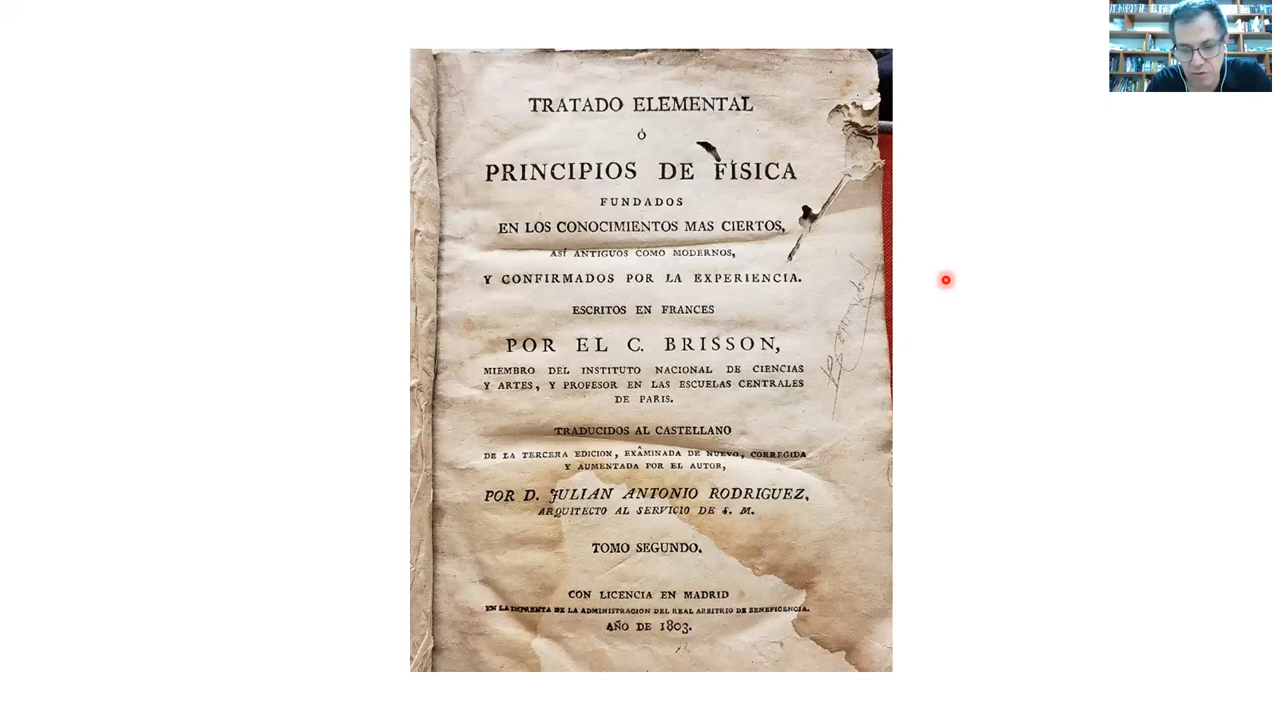 TRATADO ELEMENTAL
Ó
PRINCIPIOS DE FÍSICA
FUNDADOS
EN LOS CONOCIMIENTOS MAS CIERTOS,
ASÍ ANTIGUOS COMO MODERNOS,
Y CONFIRMADOS POR LA EXPERIENCIA.
ESCRITOS EN FRANCES
POR EL C. BRISSON,
MIEMBRO DEL INSTITUTO NACIONAL DE CIENCIAS
Y ARTES, Y PROFESOR EN LAS ESCUELAS CENTRALES
DE PARIS.
TRADUCIDOS AL CASTELLANO
DE LA TERCERA EDICION, EXÂMINADA DE NUEVO, CORREGIDA
Y AUMENTADA POR EL AUTOR,
POR D. JULIAN ANTONIO RODRIGUEZ,
ARQUITECTO AL SERVICIO DE S. M.
TOMO SEGUNDO.
CON LICENCIA EN MADRID
EN LA IMPRENTA DE LA ADMINISTRACION DEL REAL ARBITRIO DE BENEFICENCIA.
AÑO DE 1803.